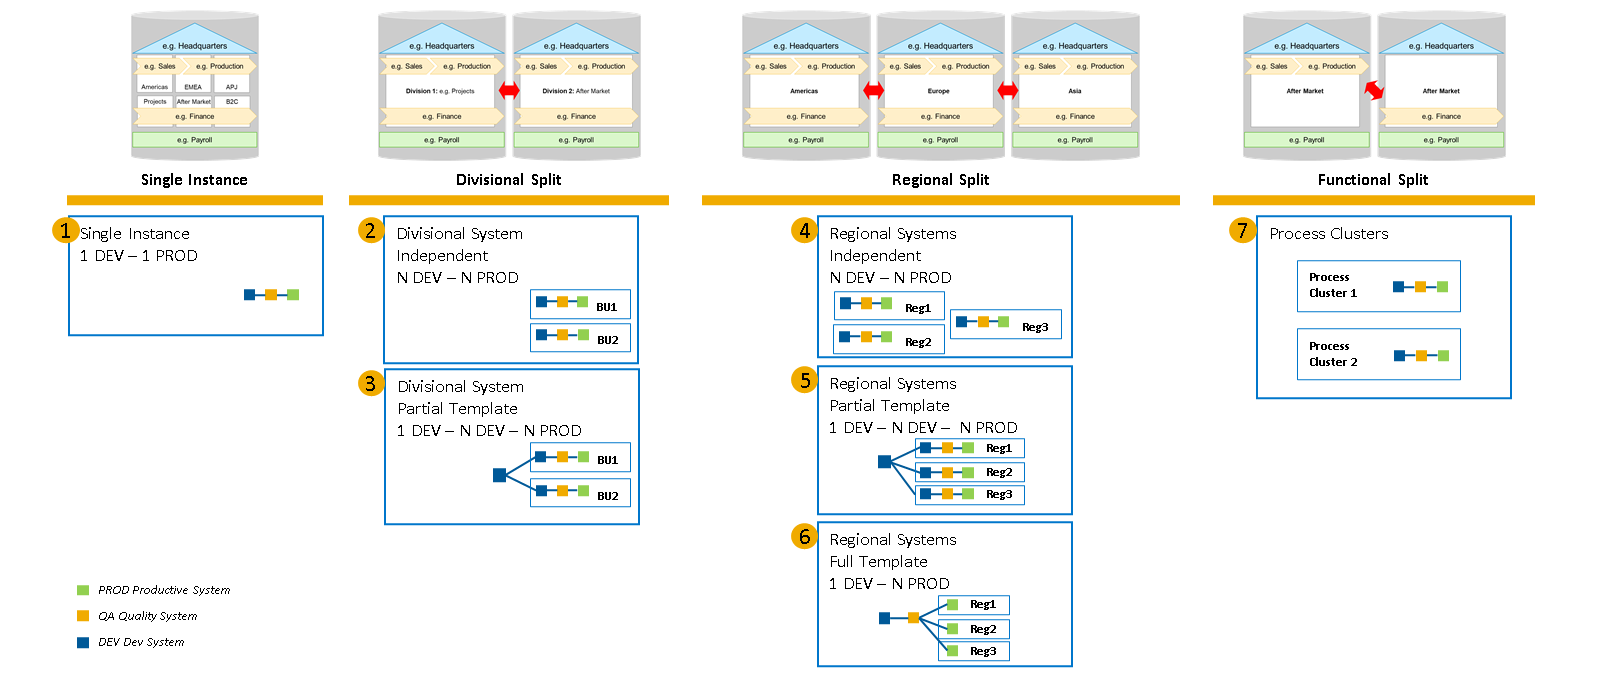 e.g. Headquarters
e.g. Sales
e.g. Production
Americas
EMEA
APJ
Projects
After Market
B2C
e.g. Finance
e.g. Payroll
e.g. Headquarters
e.g. Sales
e.g. Production
Division 1: e.g. Projects
e.g. Finance
e.g. Payroll
e.g. Headquarters
e.g. Sales
e.g. Production
Division 2: After Market
e.g. Finance
e.g. Payroll
e.g. Headquarters
e.g. Sales
e.g. Production
Americas
e.g. Finance
e.g. Payroll
e.g. Headquarters
e.g. Sales
e.g. Production
Europe
e.g. Finance
e.g. Payroll
e.g. Headquarters
e.g. Sales
e.g. Production
Asia
e.g. Finance
e.g. Payroll
e.g. Headquarters
e.g. Sales
e.g. Production
After Market
e.g. Payroll
e.g. Headquarters
After Market
e.g. Finance
e.g. Payroll
Single Instance
Divisional Split
Regional Split
Functional Split
1
Single Instance
1 DEV – 1 PROD
2
Divisional System
Independent
N DEV – N PROD
BU1
BU2
3
Divisional System
Partial Template
1 DEV – N DEV – N PROD
BU1
BU2
4
Regional Systems
Independent
N DEV – N PROD
Reg1
Reg2
Reg3
5
Regional Systems
Partial Template
1 DEV – N DEV – N PROD
Reg1
Reg2
Reg3
6
Regional Systems
Full Template
1 DEV – N PROD
Reg1
Reg2
Reg3
7
Process Clusters
Process
Cluster 1
Process
Cluster 2
PROD Productive System
QA Quality System
DEV Dev System